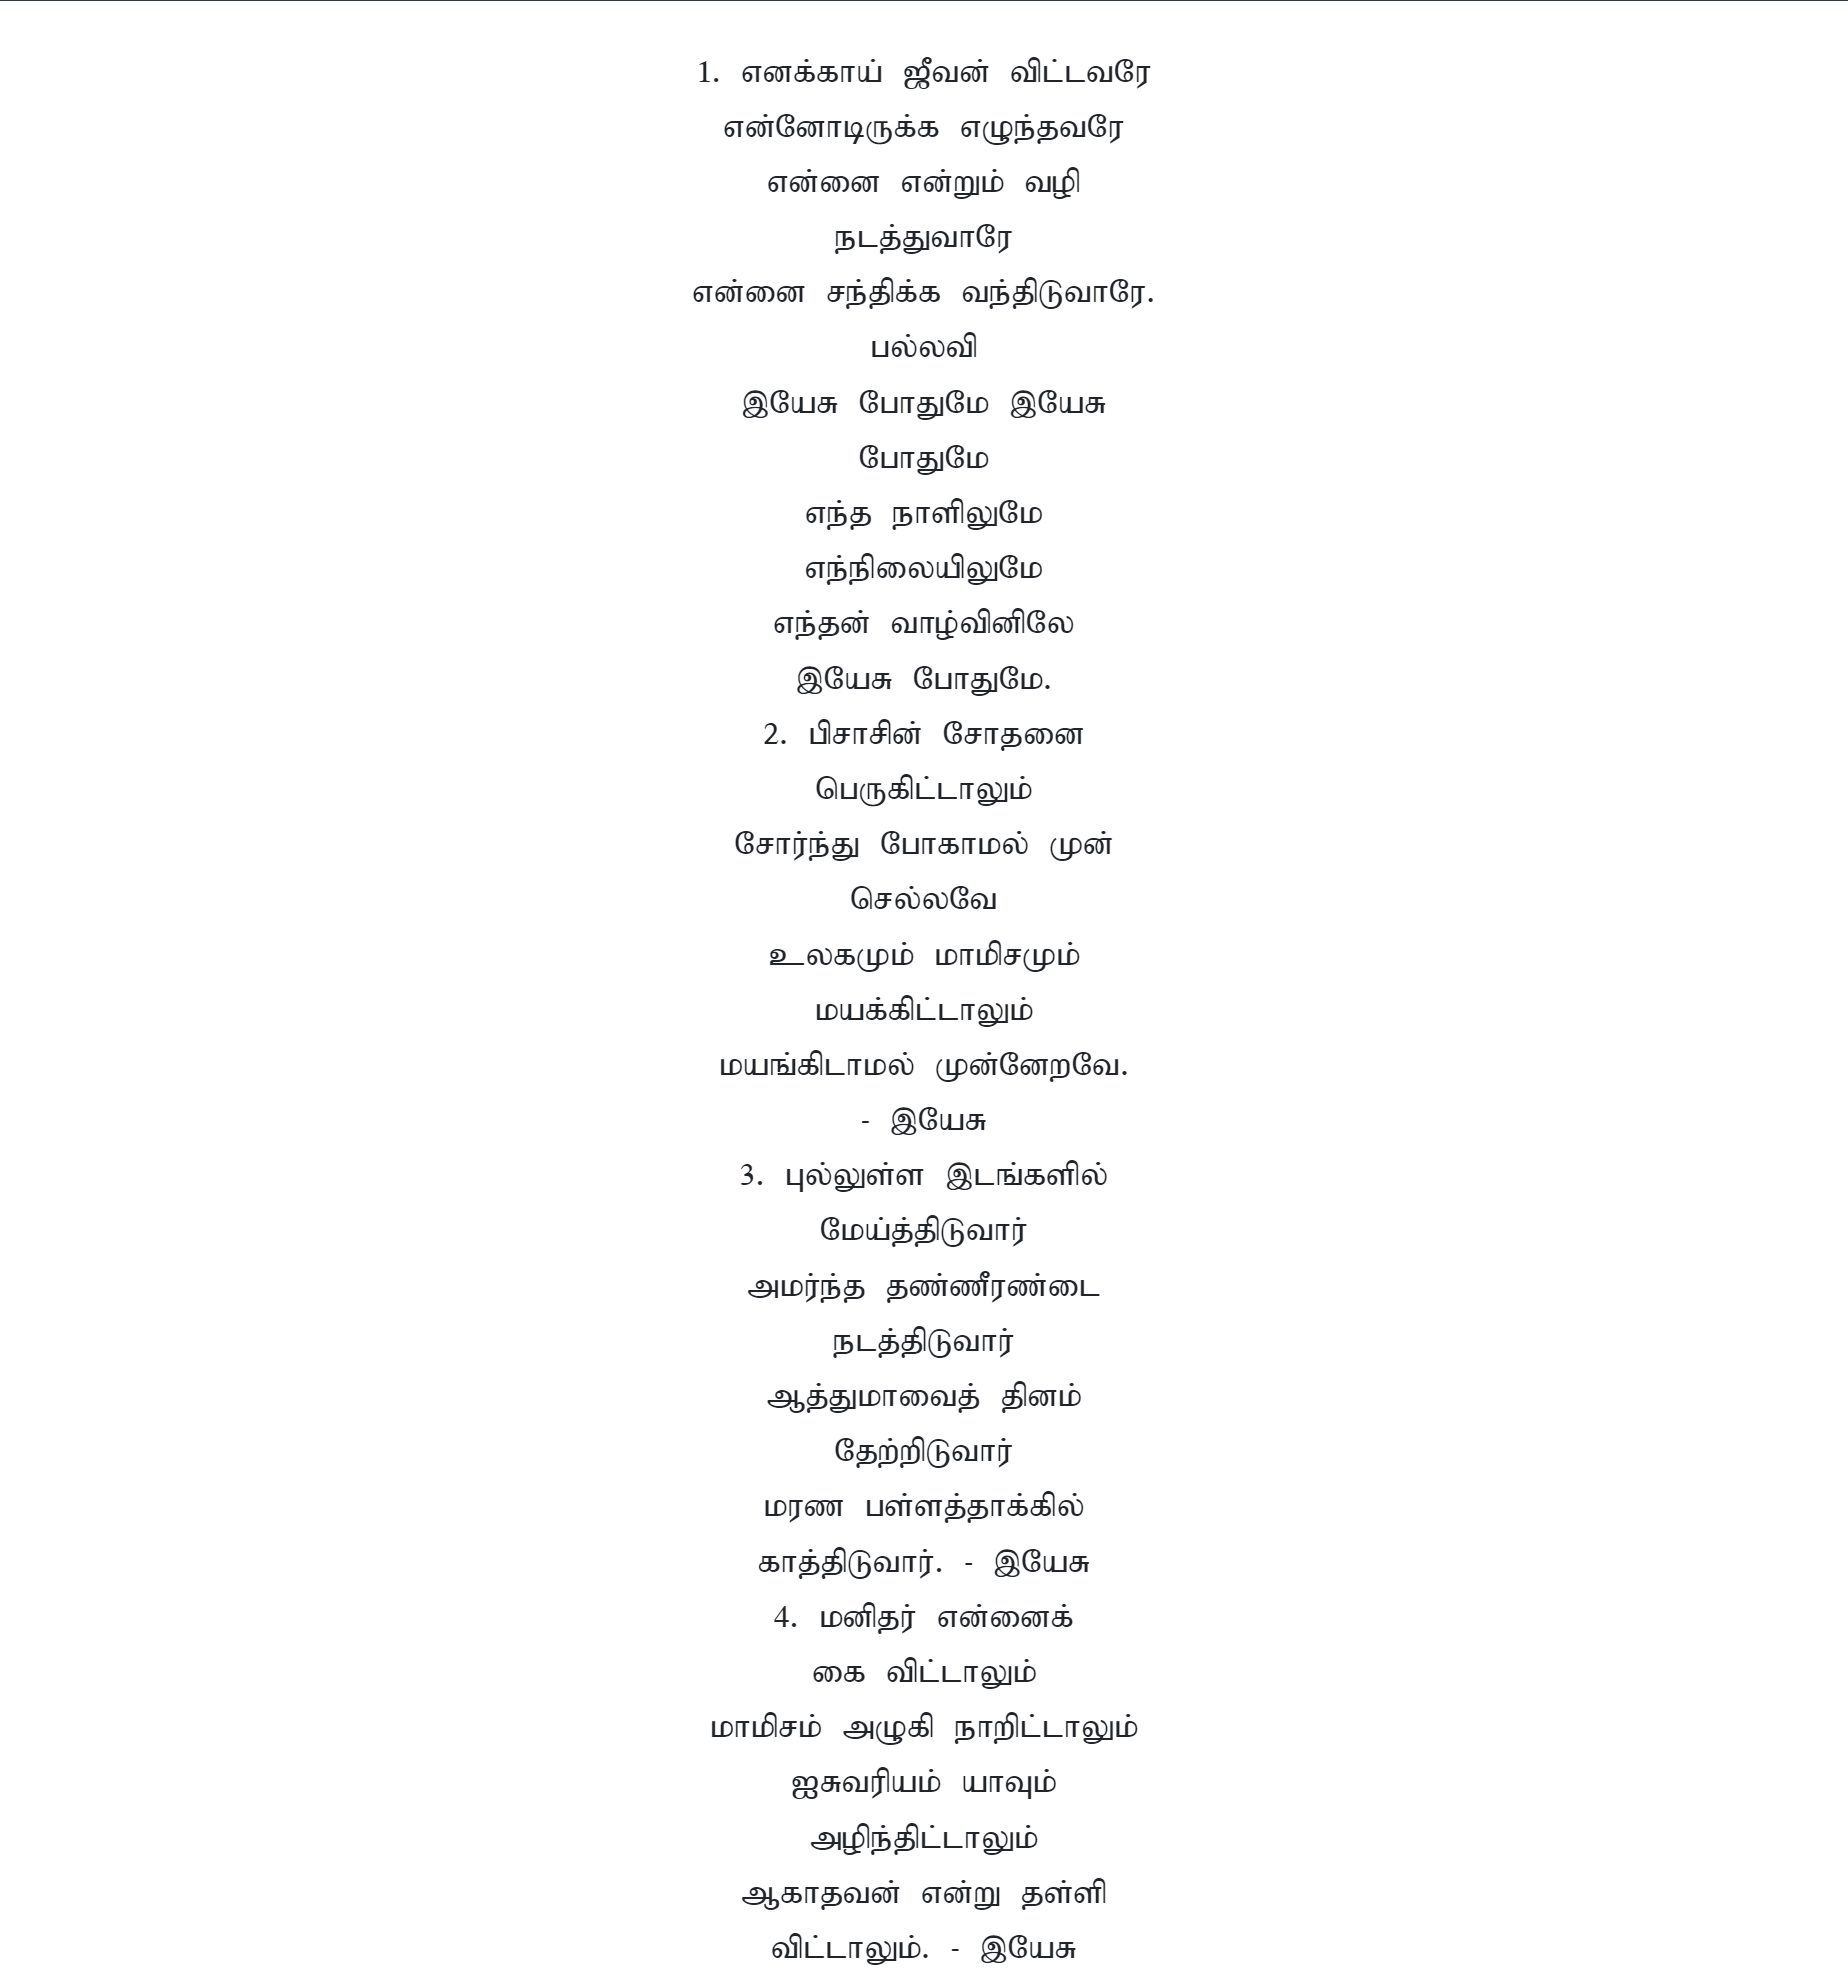 1. எனக்காய் ஜீவன் விட்டவரே
என்னோடிருக்க எழுந்தவரே
என்னை என்றும் வழி
நடத்துவாரே
என்னை சந்திக்க வந்திடுவாரே.
பல்லவி
இயேசு போதுமே இயேசு
போதுமே
எந்த நாளிலுமே
எந்நிலையிலுமே
எந்தன் வாழ்வினிலே
இயேசு போதுமே.
2. பிசாசின் சோதனை
பெருகிட்டாலும்
சோர்ந்து போகாமல் முன்
செல்லவே
உலகமும் மாமிசமும்
மயக்கிட்டாலும்
மயங்கிடாமல் முன்னேறவே.
- இயேசு
3. புல்லுள்ள இடங்களில்
மேய்த்திடுவார்
அமர்ந்த தண்ணீரண்டை
நடத்திடுவார்
ஆத்துமாவைத் தினம்
தேற்றிடுவார்
மரண பள்ளத்தாக்கில்
காத்திடுவார். - இயேசு
4. மனிதர் என்னைக்
கை விட்டாலும்
மாமிசம் அழுகி நாறிட்டாலும்
ஐசுவரியம் யாவும்
அழிந்திட்டாலும்
ஆகாதவன் என்று தள்ளி
விட்டாலும். - இயேசு